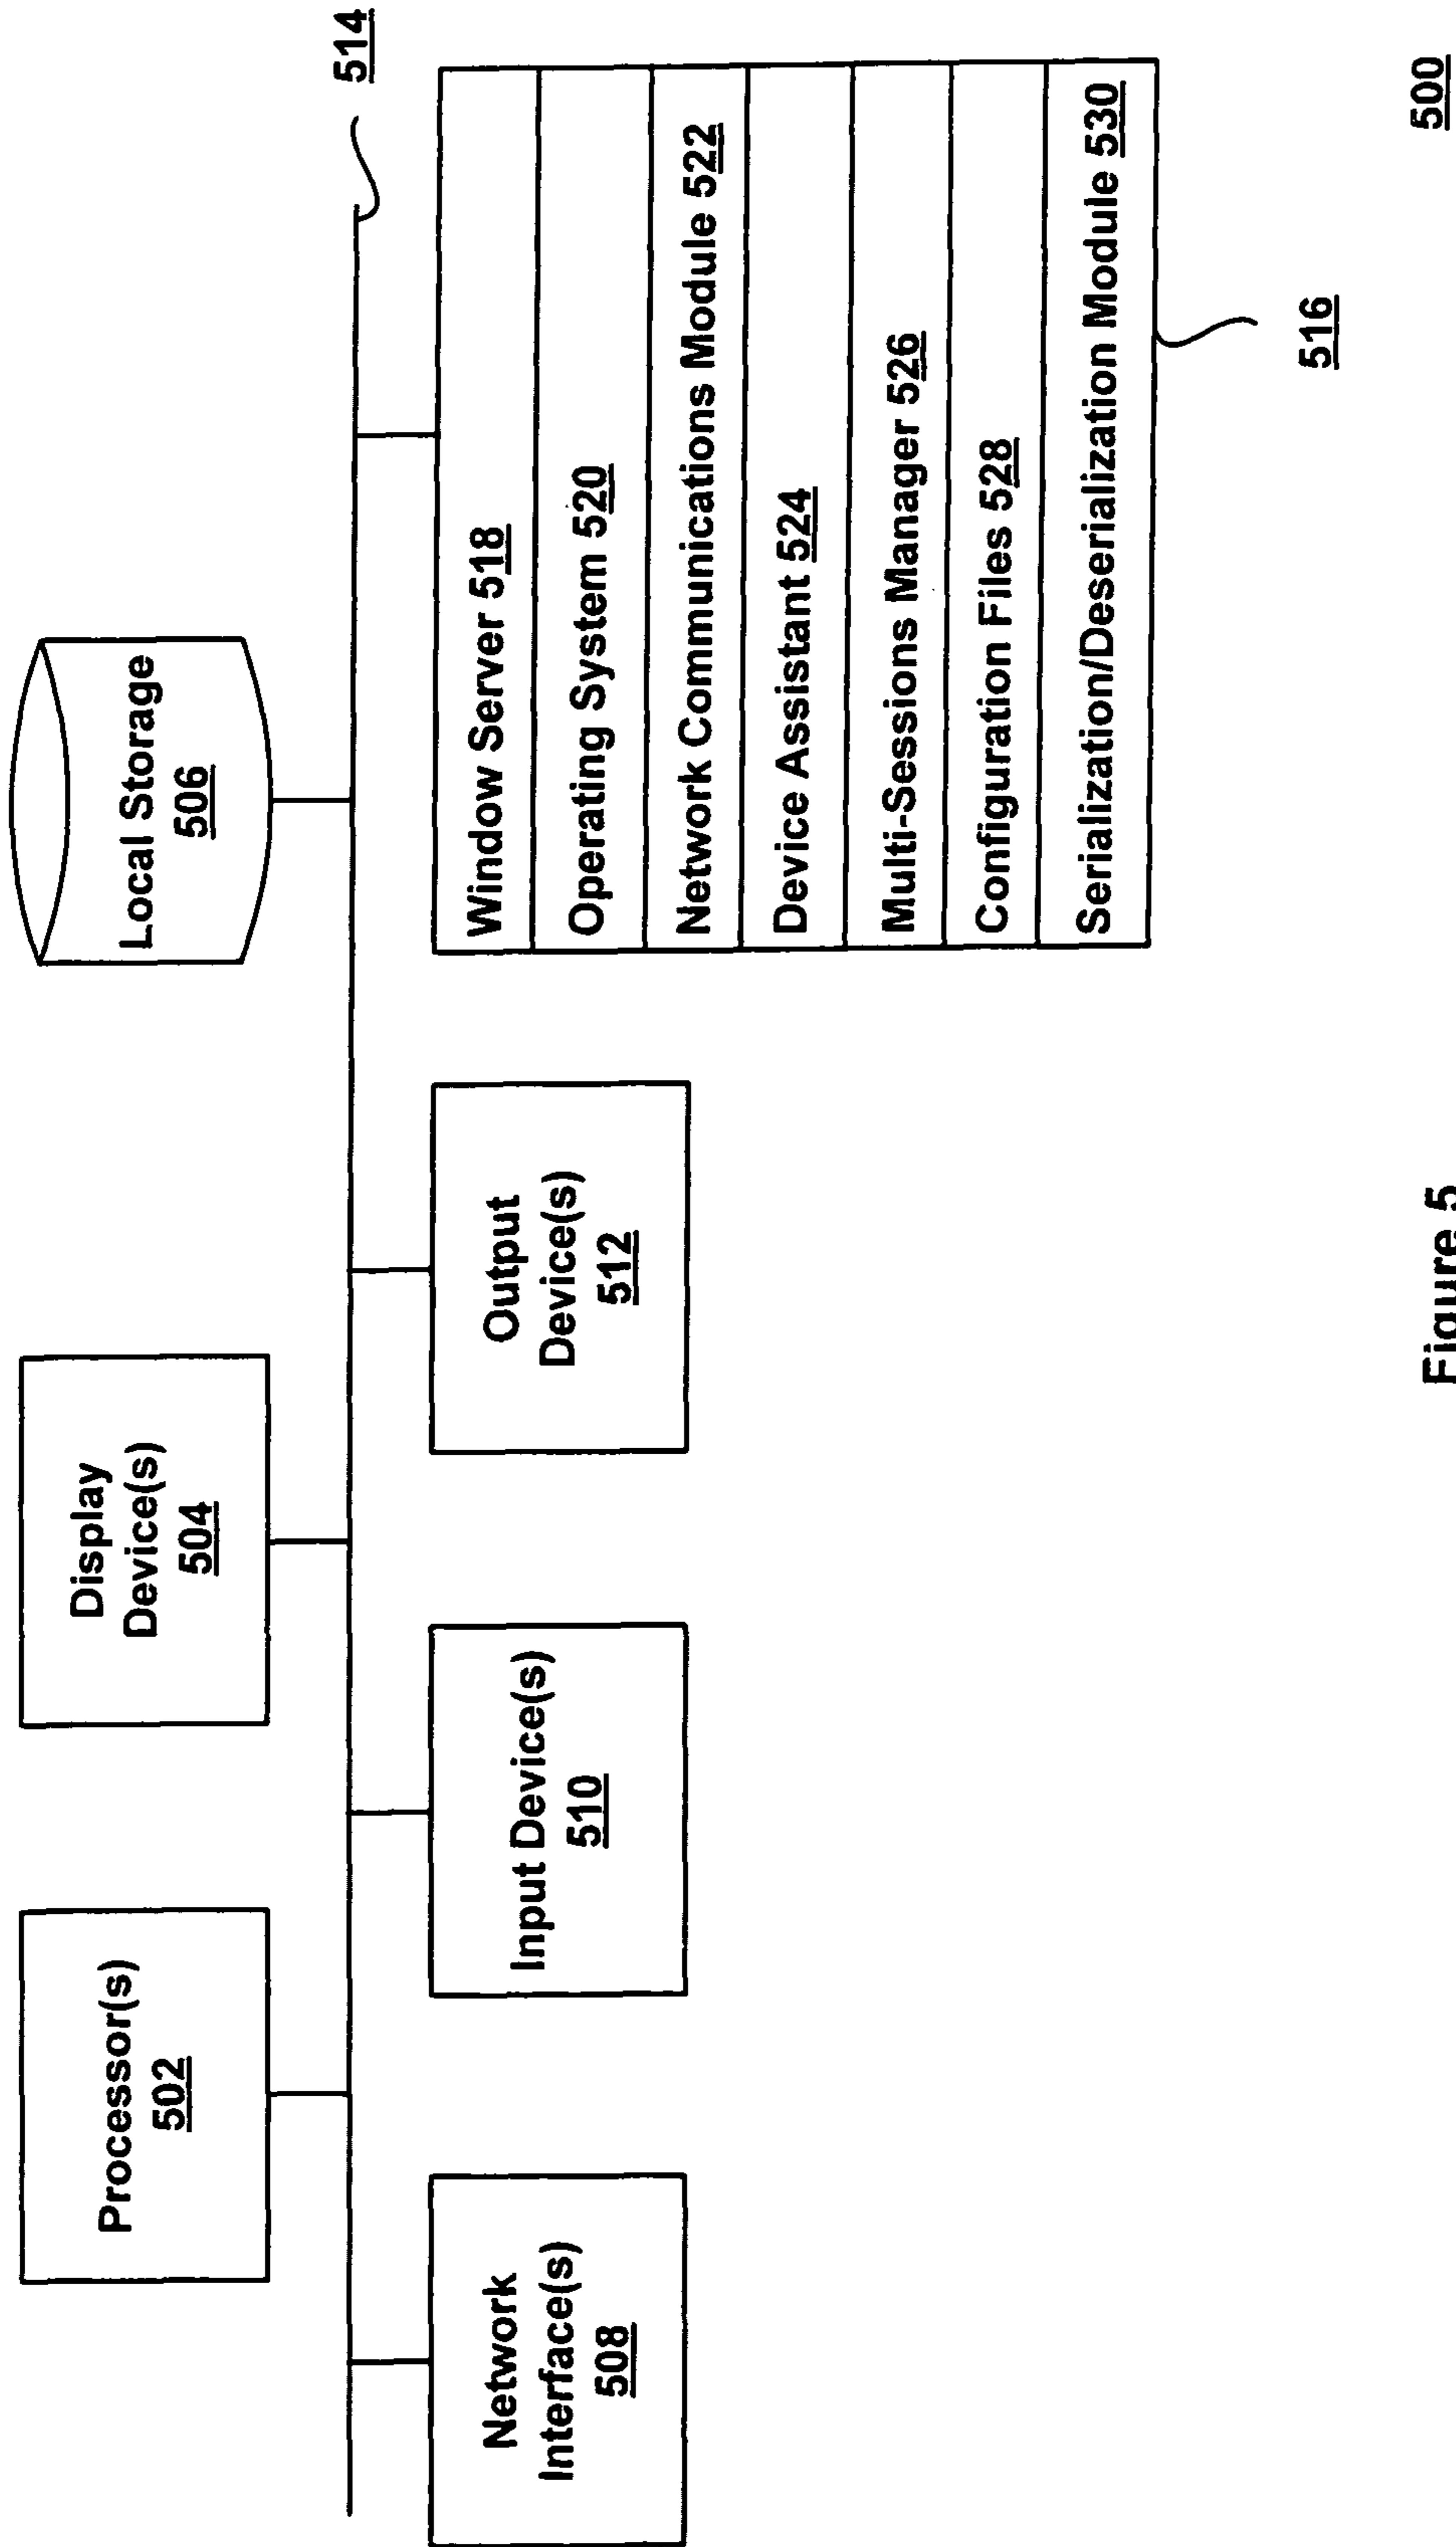 Processor(s)
502
Display
Device(s)
504
Local Storage
506
514
Network
Interface(s)
508
Input Device(s)
510
Output
Device(s)
512
Window Server 518
Operating System 520
Network Communications Module 522
Device Assistant 524
Multi-Sessions Manager 526
Configuration Files 528
Serialization/Deserialization Module 530
516
500
Figure 5